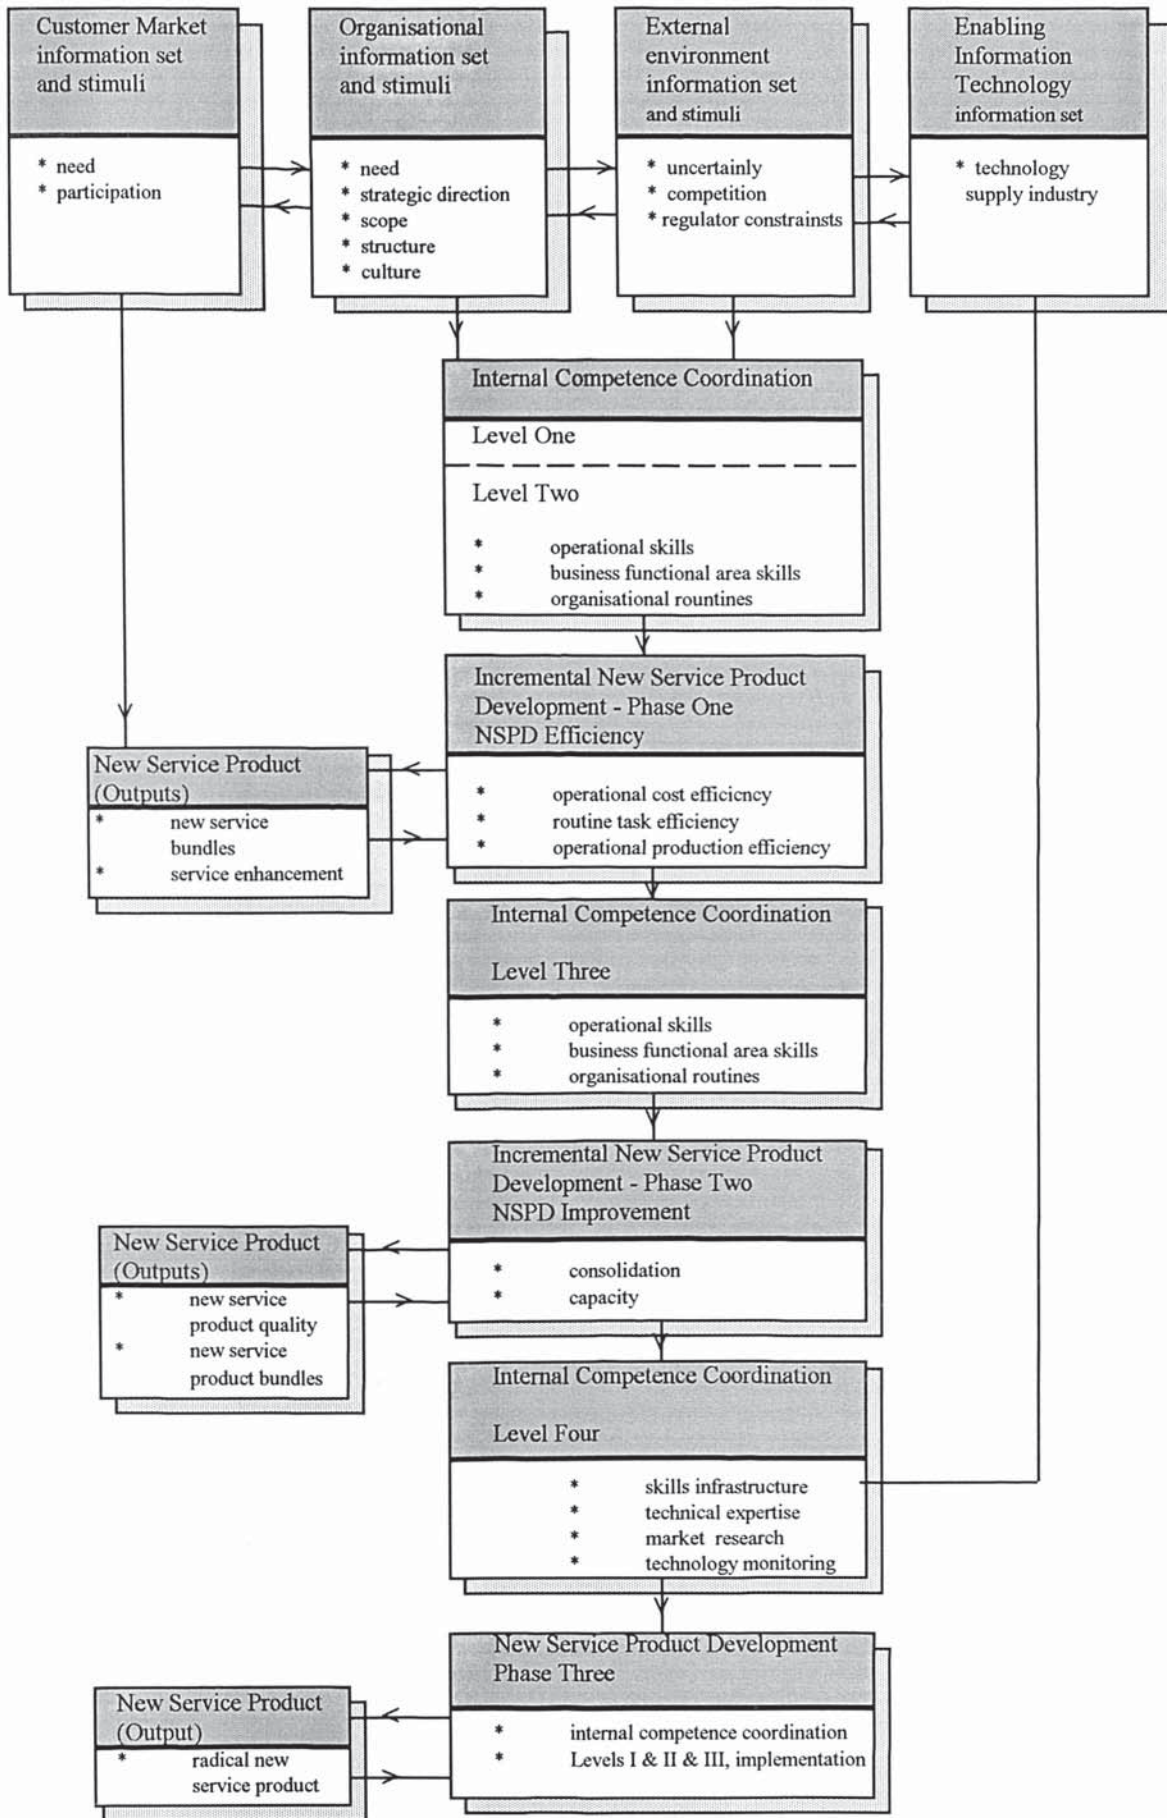 Customer Market
information set
and stimuli
* need
* participation
Organisational
information set
and stimuli
* need
* strategic direction
* scope
* structure
* culture
External
environment
information set
and stimuli
* uncertainly
* competition
* regulator constrainsts
Enabling
Information
Technology
information set
* technology
supply industry
Internal Competence Coordination
Level One
Level Two
* operational skills
* business functional area skills
* organisational rountines
Incremental New Service Product
Development - Phase One
NSPD Efficiency
* operational cost efficiency
* routine task efficiency
* operational production efficiency
New Service Product
(Outputs)
* new service
bundles
* service enhancement
Internal Competence Coordination
Level Three
* operational skills
* business functional area skills
* organisational routines
Incremental New Service Product
Development - Phase Two
NSPD Improvement
* consolidation
* capacity
New Service Product
(Outputs)
* new service
product quality
* new service
product bundles
Internal Competence Coordination
Level Four
* skills infrastructure
* technical expertise
* market research
* technology monitoring
New Service Product Development
Phase Three
* internal competence coordination
* Levels I & II & III, implementation
New Service Product
(Output)
* radical new
service product